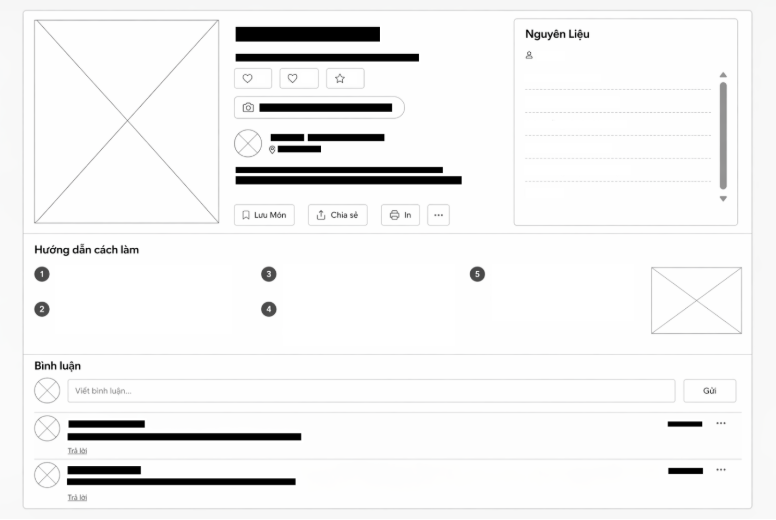 Nguyên Liệu
Lưu Món
Chia sẻ
In
Hướng dẫn cách làm
1
3
5
2
4
Bình luận
Viết bình luận...
Gửi
Trả lời
Trả lời